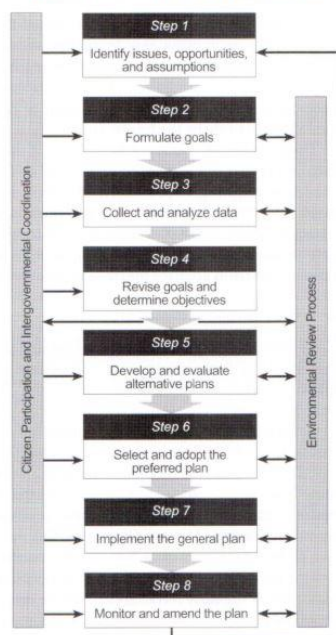 Step 1
Identify issues, opportunities,
and assumptions
Step 2
Formulate goals
Step 3
Collect and analyze data
Step 4
Revise goals and
determine objectives
Step 5
Develop and evaluate
alternative plans
Step 6
Select and adopt the
preferred plan
Step 7
Implement the general plan
Step 8
Monitor and amend the plan
Citizen Participation and Intergovernmental Coordination
Environmental Review Process